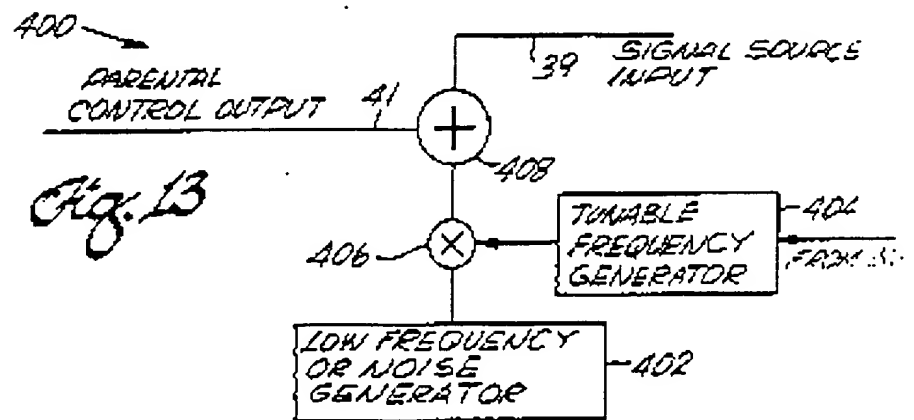 400
39
SIGNAL SOURCE
INPUT
PARENTAL
CONTROL OUTPUT
41
+
408
Fig. 13
406
×
TUNABLE
FREQUENCY
GENERATOR
404
FROM
LOW FREQUENCY
OR NOISE
GENERATOR
402